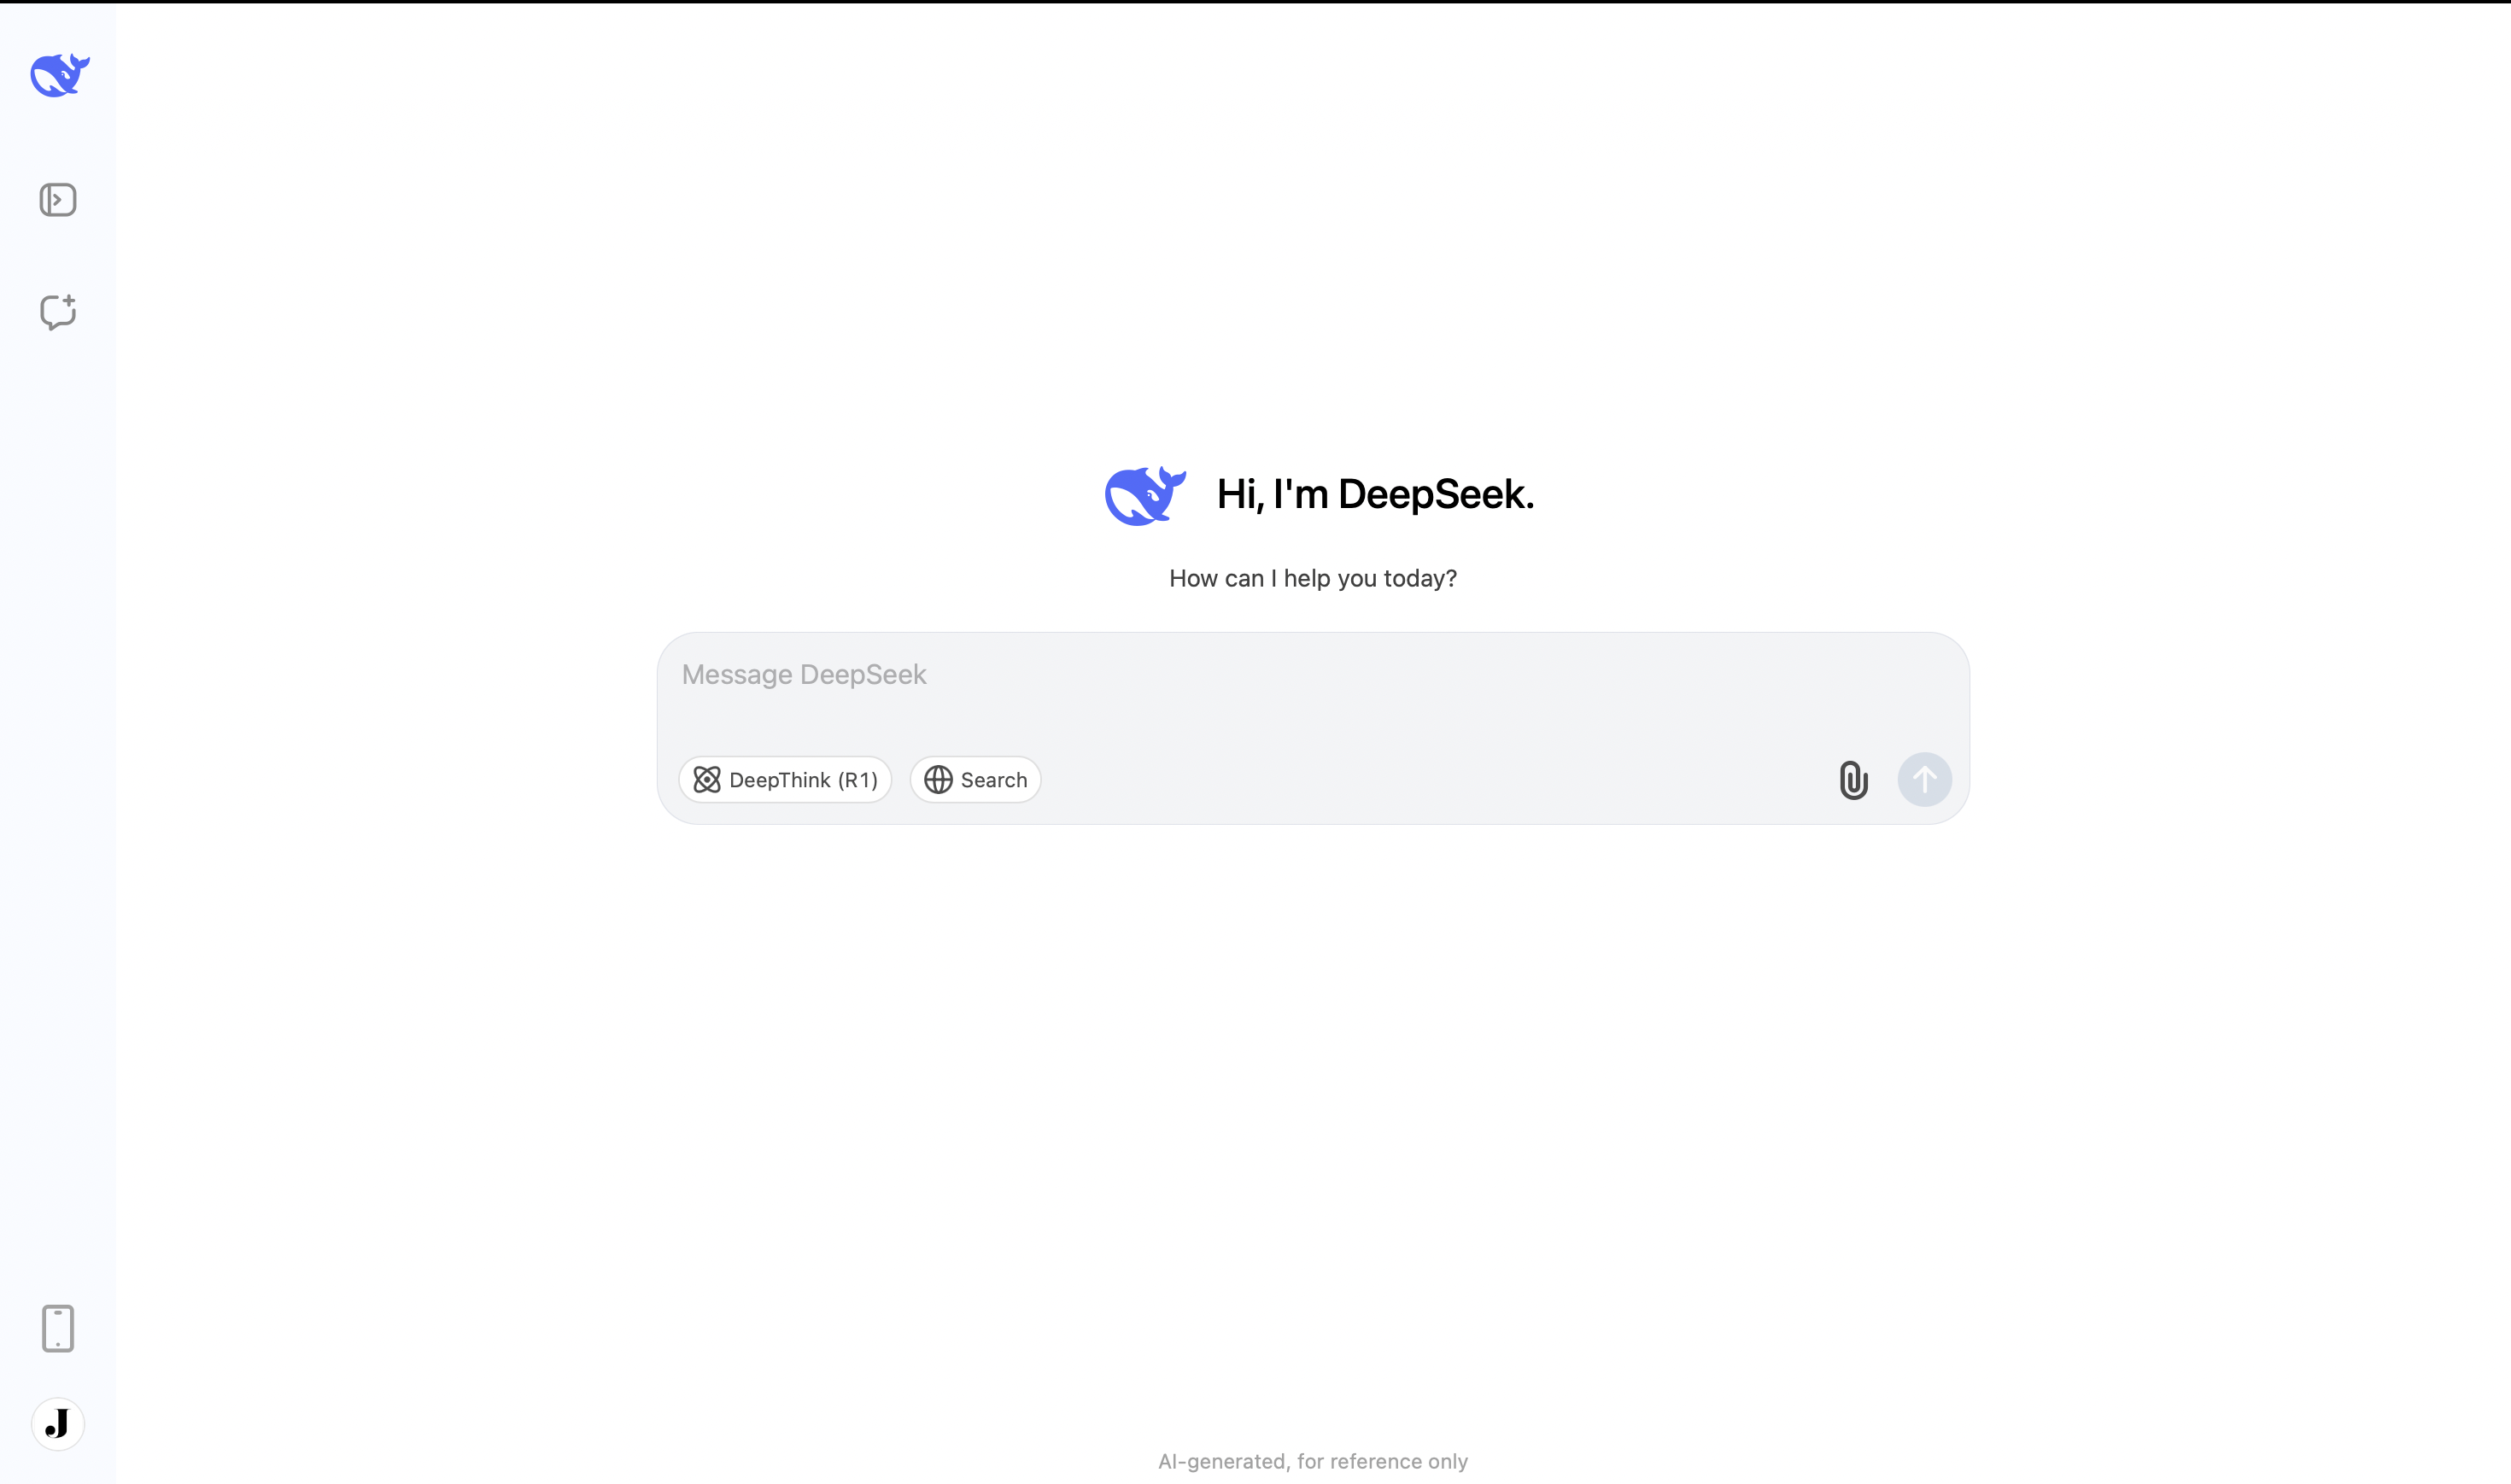 Hi, I'm DeepSeek.
How can I help you today?
Message DeepSeek
DeepThink (R1) Search
J
AI-generated, for reference only